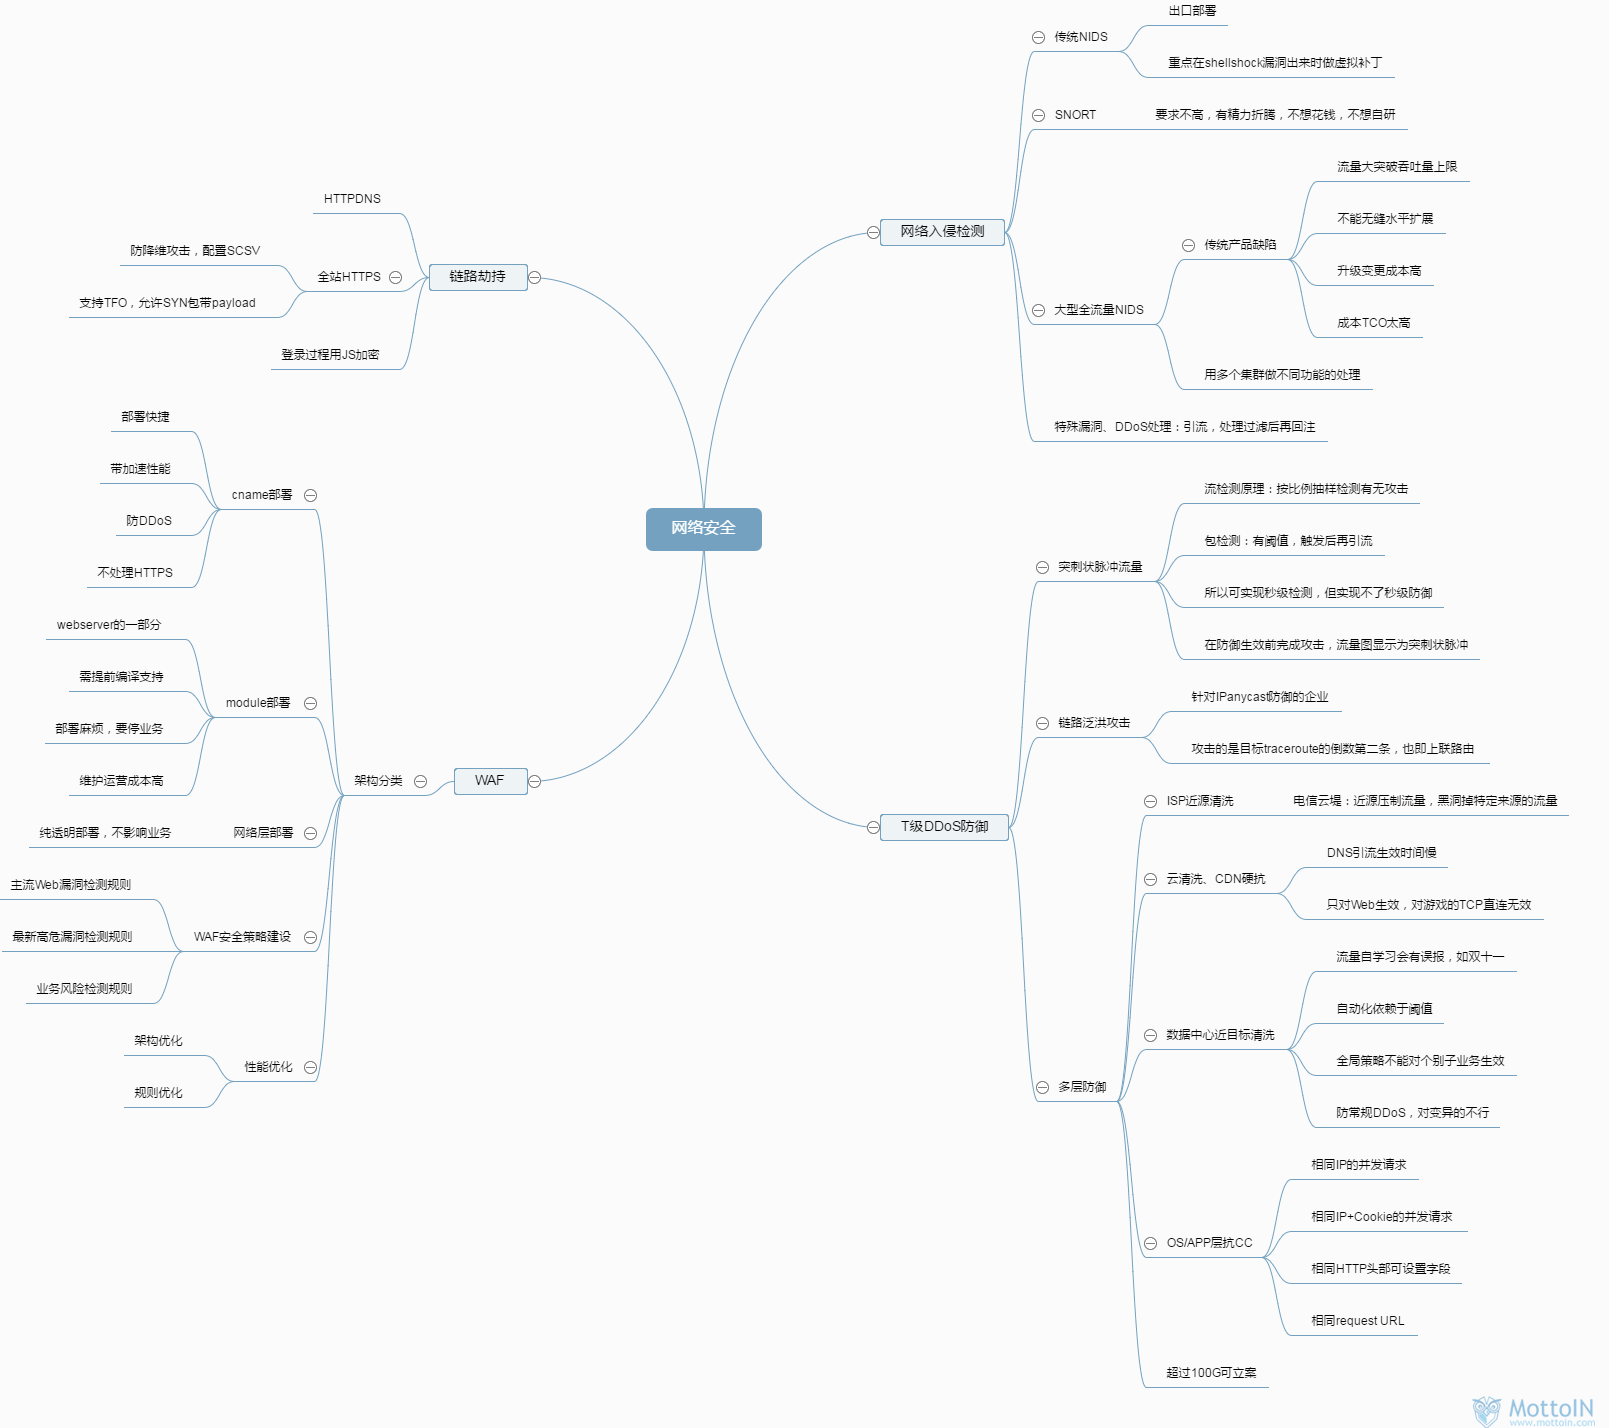 网络安全
网络入侵检测
传统NIDS
出口部署
重点在shellshock漏洞出来时做虚拟补丁
SNORT
要求不高，有精力折腾，不想花钱，不想自研
大型全流量NIDS
传统产品缺陷
流量大突破吞吐量上限
不能无缝水平扩展
升级变更成本高
成本TCO太高
用多个集群做不同功能的处理
特殊漏洞、DDoS处理：引流，处理过滤后再回注
T级DDoS防御
突刺状脉冲流量
流检测原理：按比例抽样检测有无攻击
包检测：有阈值，触发后再引流
所以可实现秒级检测，但实现不了秒级防御
在防御生效前完成攻击，流量图显示为突刺状脉冲
链路泛洪攻击
针对IPanycast防御的企业
攻击的是目标traceroute的倒数第二条，也即上联路由
多层防御
ISP近源清洗
电信云堤：近源压制流量，黑洞掉特定来源的流量
云清洗、CDN硬抗
DNS引流生效时间慢
只对Web生效，对游戏的TCP直连无效
数据中心近目标清洗
流量自学习会有误报，如双十一
自动化依赖于阈值
全局策略不能对个别子业务生效
防常规DDoS，对变异的不行
OS/APP层抗CC
相同IP的并发请求
相同IP+Cookie的并发请求
相同HTTP头部可设置字段
相同request URL
超过100G可立案
链路劫持
HTTPDNS
全站HTTPS
防降维攻击，配置SCSV
支持TFO，允许SYN包带payload
登录过程用JS加密
WAF
架构分类
cname部署
部署快捷
带加速性能
防DDoS
不处理HTTPS
module部署
webserver的一部分
需提前编译支持
部署麻烦，要停业务
维护运营成本高
网络层部署
纯透明部署，不影响业务
WAF安全策略建设
主流Web漏洞检测规则
最新高危漏洞检测规则
业务风险检测规则
性能优化
架构优化
规则优化
MottoIN
www.mottoin.com